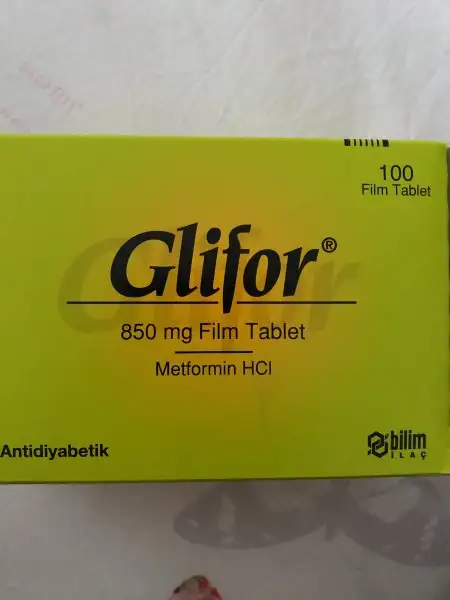 100
Film Tablet
Glifor®
850 mg Film Tablet
Metformin HCl
Antidiyabetik
bilim
İLAÇ